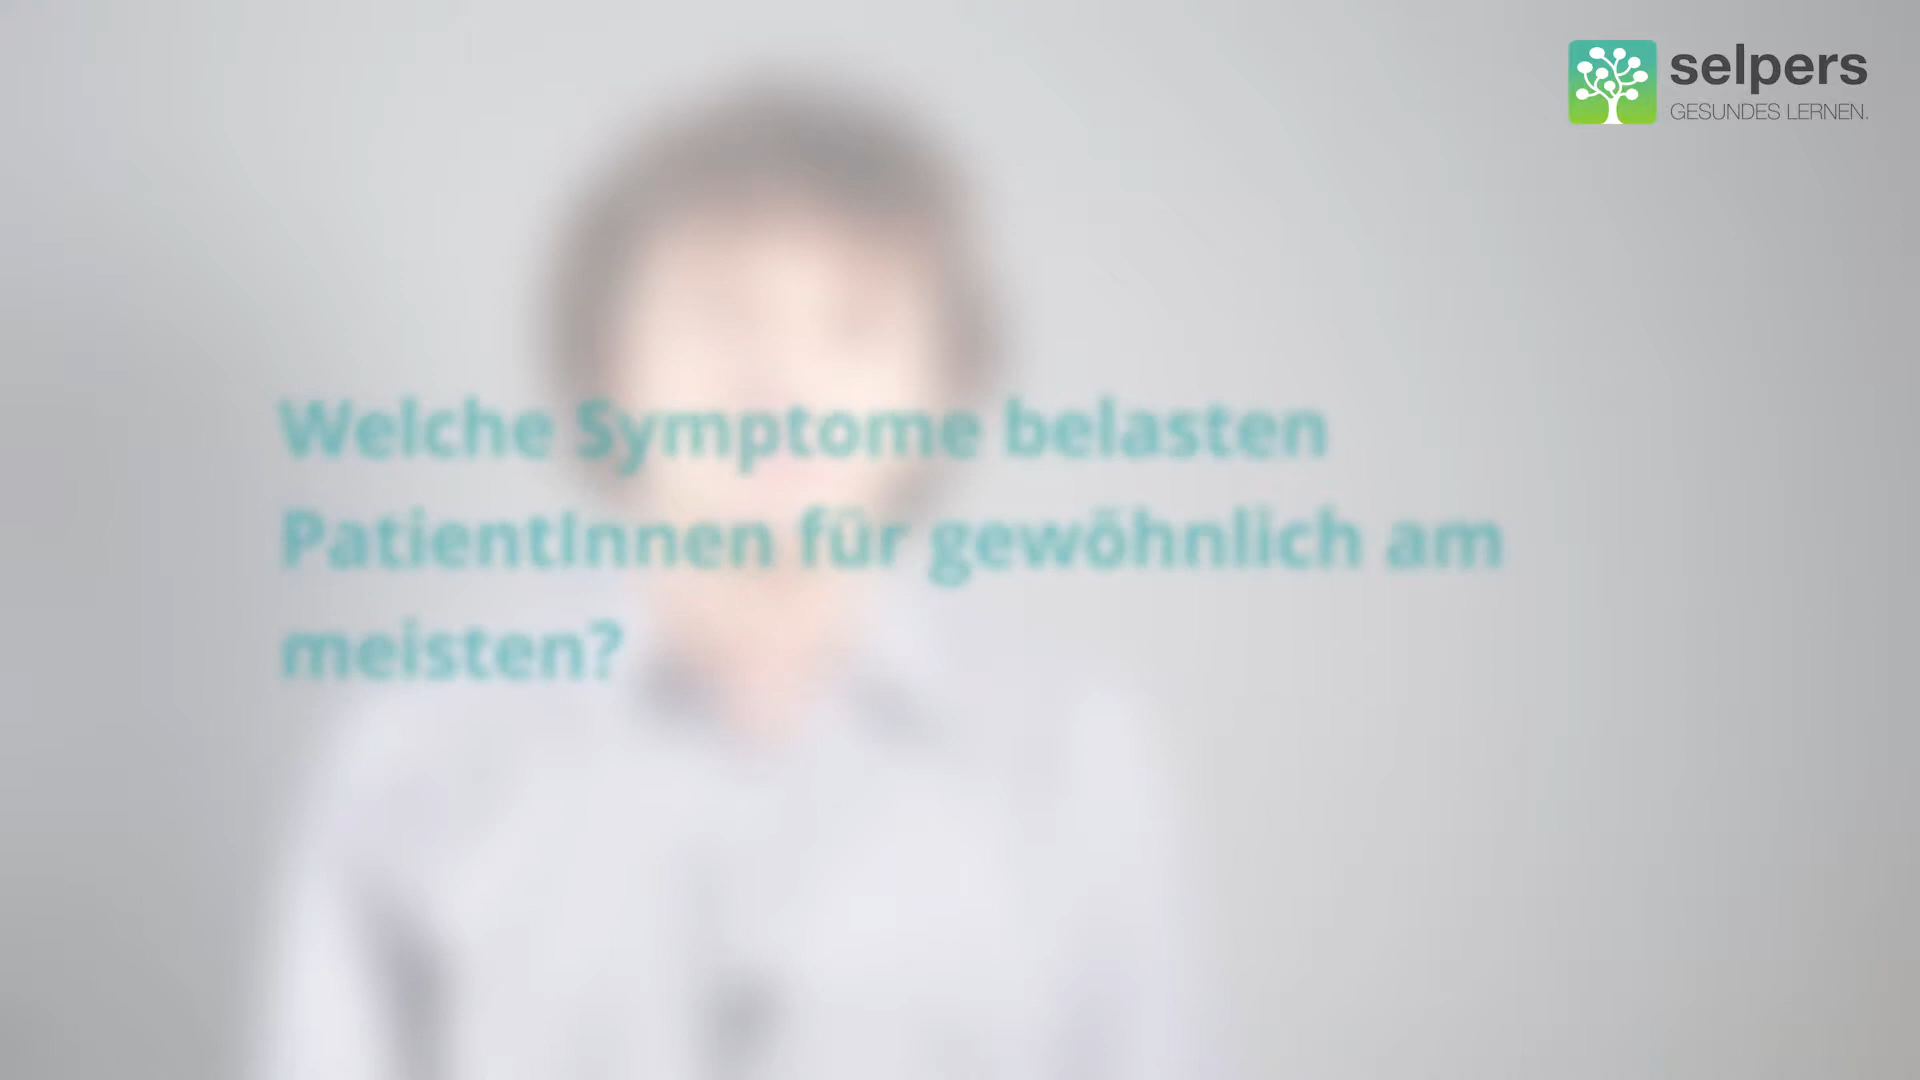 selpers
GESUNDES LERNEN.
Welche Symptome belasten
PatientInnen für gewöhnlich am
meisten?